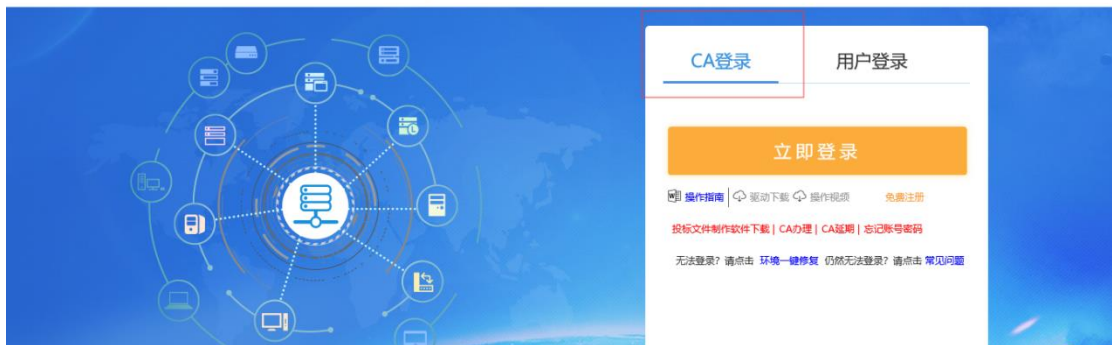 CA登录 用户登录
立即登录
操作指南 驱动下载 操作视频 免费注册
投标文件制作软件下载 | CA办理 | CA延期 | 忘记账号密码
无法登录？请点击 环境一键修复 仍然无法登录？请点击 常见问题